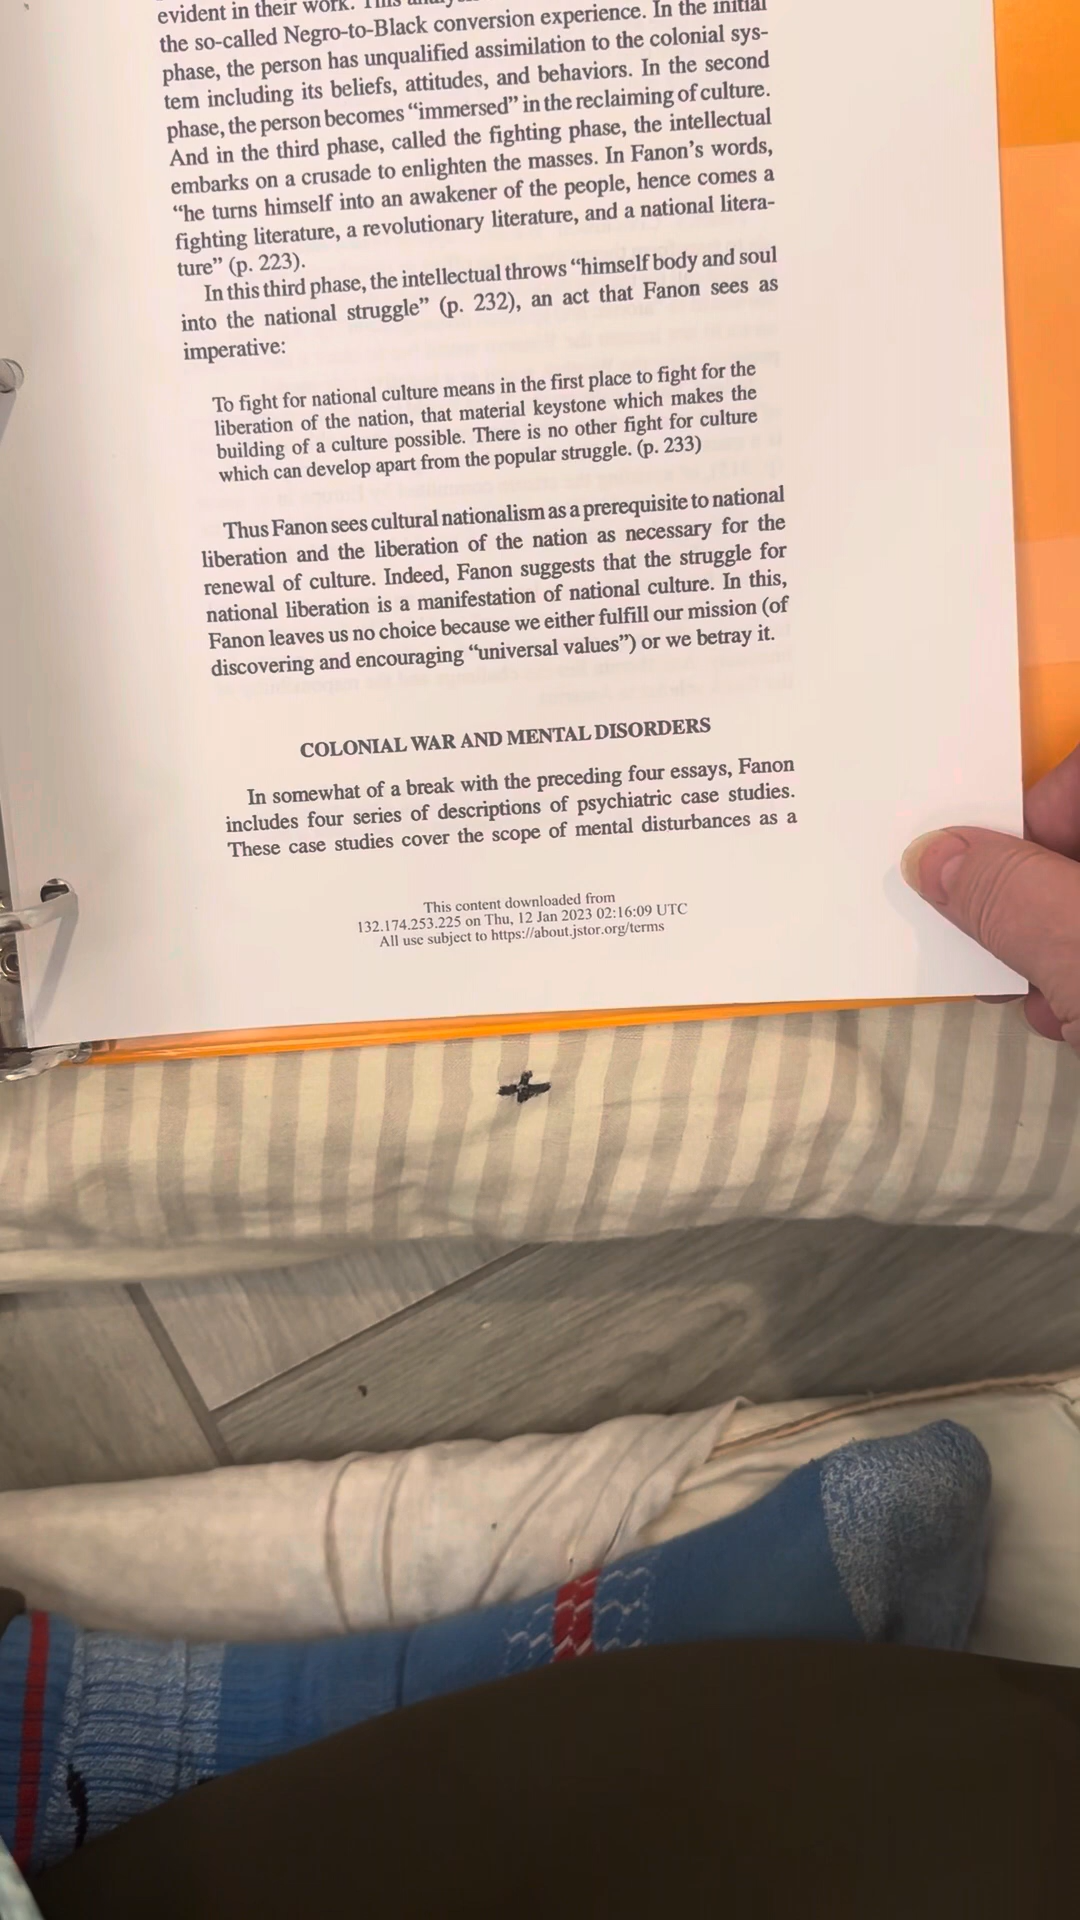 evident in their work. This
the so-called Negro-to-Black conversion experience. In the initial
phase, the person has unqualified assimilation to the colonial sys-
tem including its beliefs, attitudes, and behaviors. In the second
phase, the person becomes “immersed” in the reclaiming of culture.
And in the third phase, called the fighting phase, the intellectual
embarks on a crusade to enlighten the masses. In Fanon’s words,
“he turns himself into an awakener of the people, hence comes a
fighting literature, a revolutionary literature, and a national litera-
ture” (p. 223).
In this third phase, the intellectual throws “himself body and soul
into the national struggle” (p. 232), an act that Fanon sees as
imperative:
To fight for national culture means in the first place to fight for the
liberation of the nation, that material keystone which makes the
building of a culture possible. There is no other fight for culture
which can develop apart from the popular struggle. (p. 233)
Thus Fanon sees cultural nationalism as a prerequisite to national
liberation and the liberation of the nation as necessary for the
renewal of culture. Indeed, Fanon suggests that the struggle for
national liberation is a manifestation of national culture. In this,
Fanon leaves us no choice because we either fulfill our mission (of
discovering and encouraging “universal values”) or we betray it.
COLONIAL WAR AND MENTAL DISORDERS
In somewhat of a break with the preceding four essays, Fanon
includes four series of descriptions of psychiatric case studies.
These case studies cover the scope of mental disturbances as a
This content downloaded from
132.174.253.225 on Thu, 12 Jan 2023 02:16:09 UTC
All use subject to https://about.jstor.org/terms